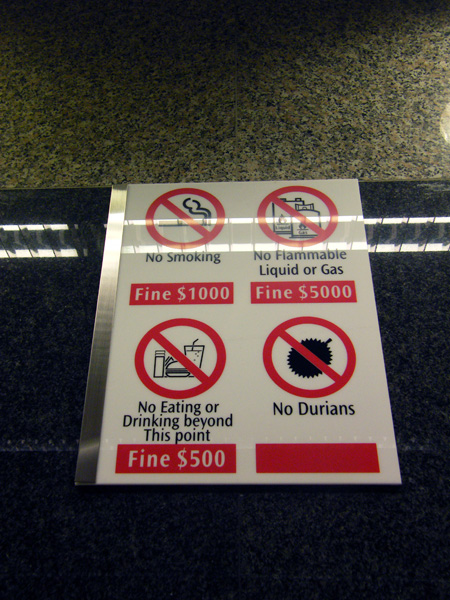 No Smoking
Fine $1000
No Flammable
Liquid or Gas
Fine $5000
No Eating or
Drinking beyond
This point
Fine $500
No Durians